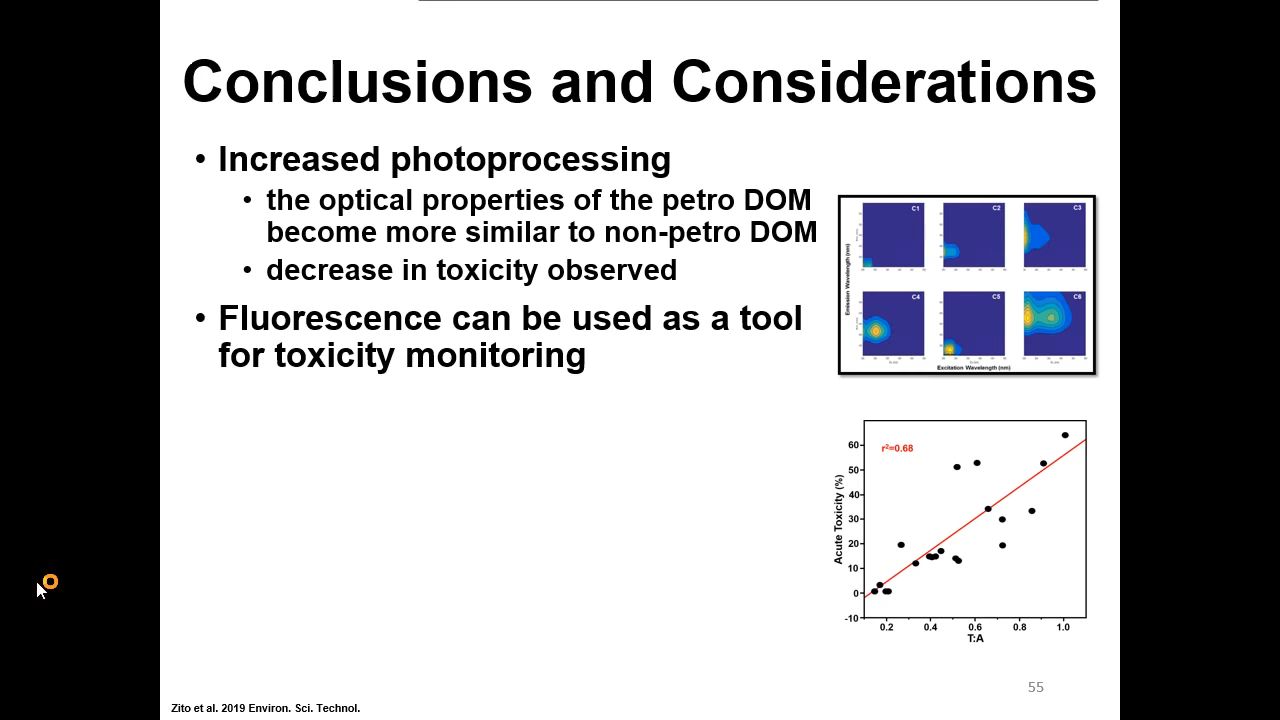 Conclusions and Considerations
• Increased photoprocessing
• the optical properties of the petro DOM
become more similar to non-petro DOM
• decrease in toxicity observed
• Fluorescence can be used as a tool
for toxicity monitoring
C1
C2
C3
C4
C5
C6
Emission Wavelength (nm)
Excitation Wavelength (nm)
r²=0.68
Acute Toxicity (%)
60
50
40
30
20
10
0
-10
0.2 0.4 0.6 0.8 1.0
T:A
55
Zito et al. 2019 Environ. Sci. Technol.